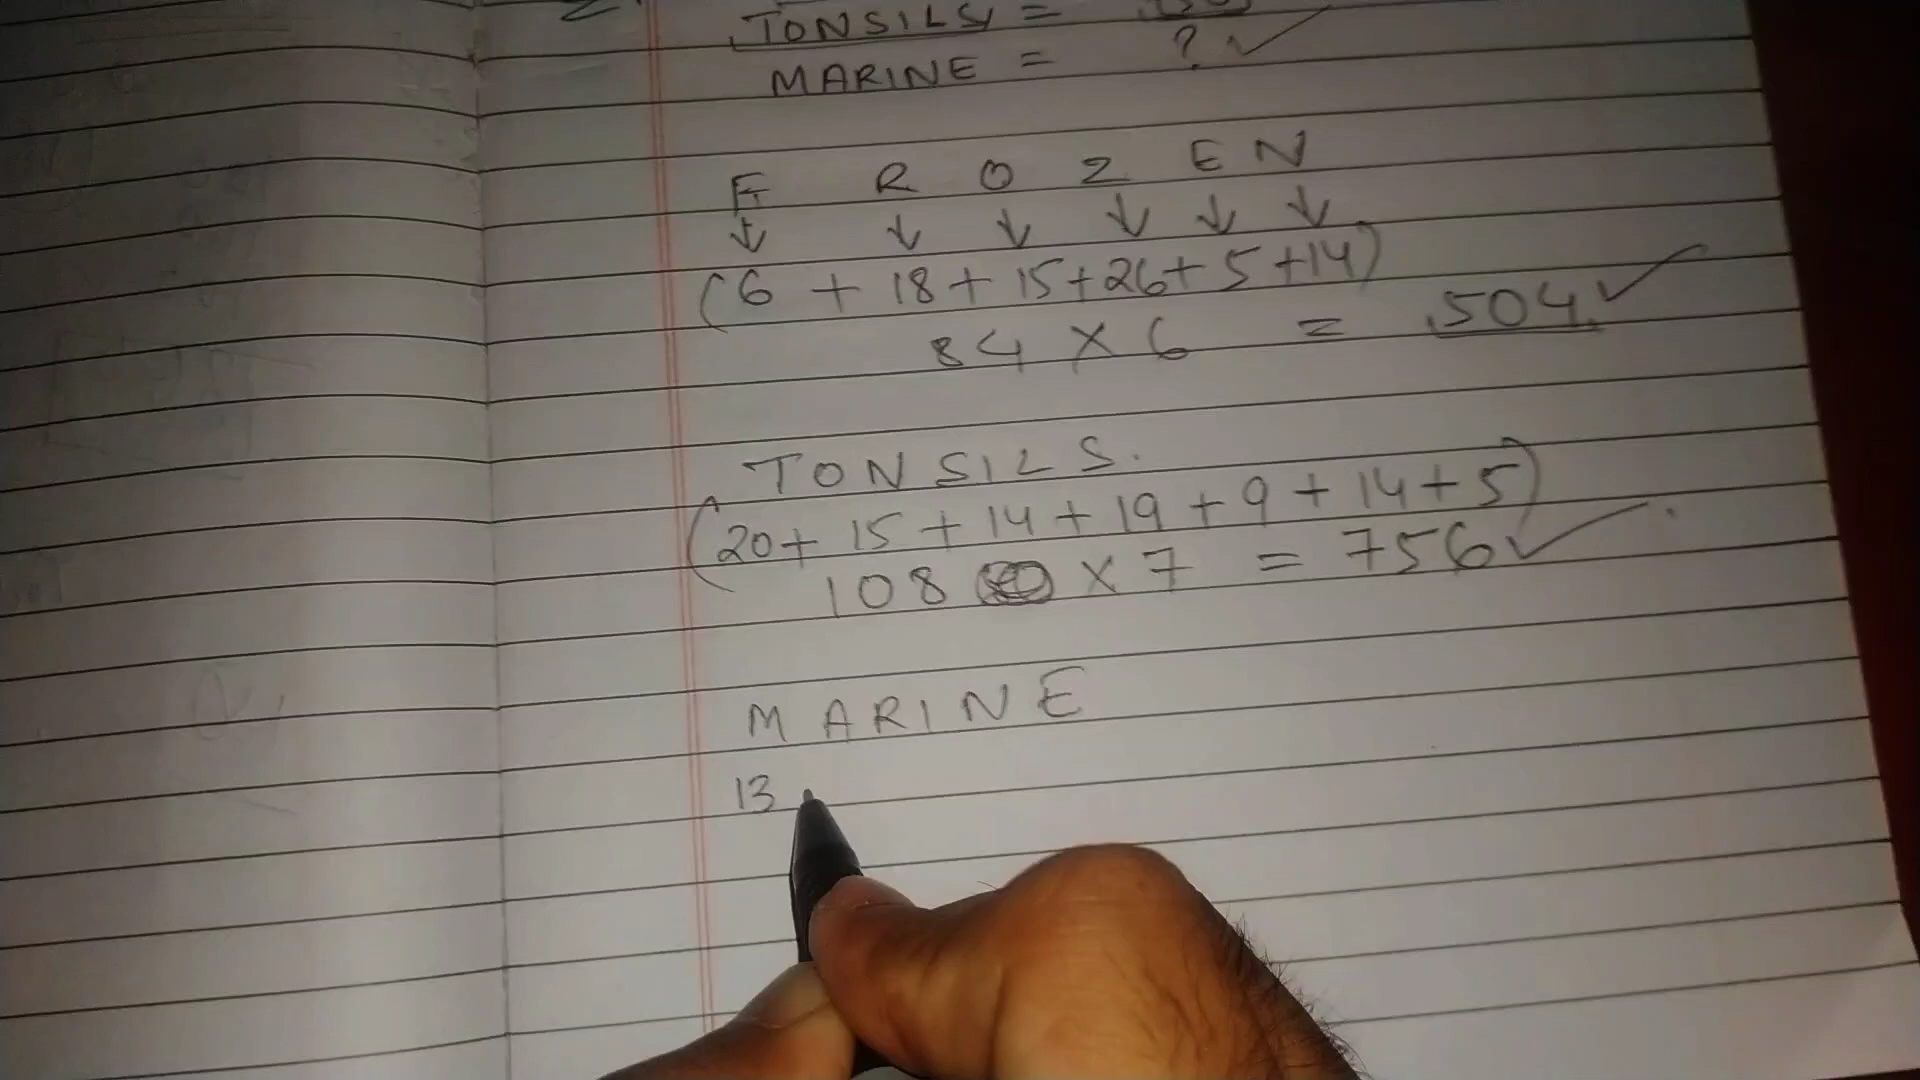 TONSILS =
MARINE = ?
F R O Z E N
(6 + 18 + 15 + 26 + 5 + 14)
84 X 6 = 504
TONSILS.
(20 + 15 + 14 + 19 + 9 + 14 + 5)
108 X 7 = 756
MARINE
13